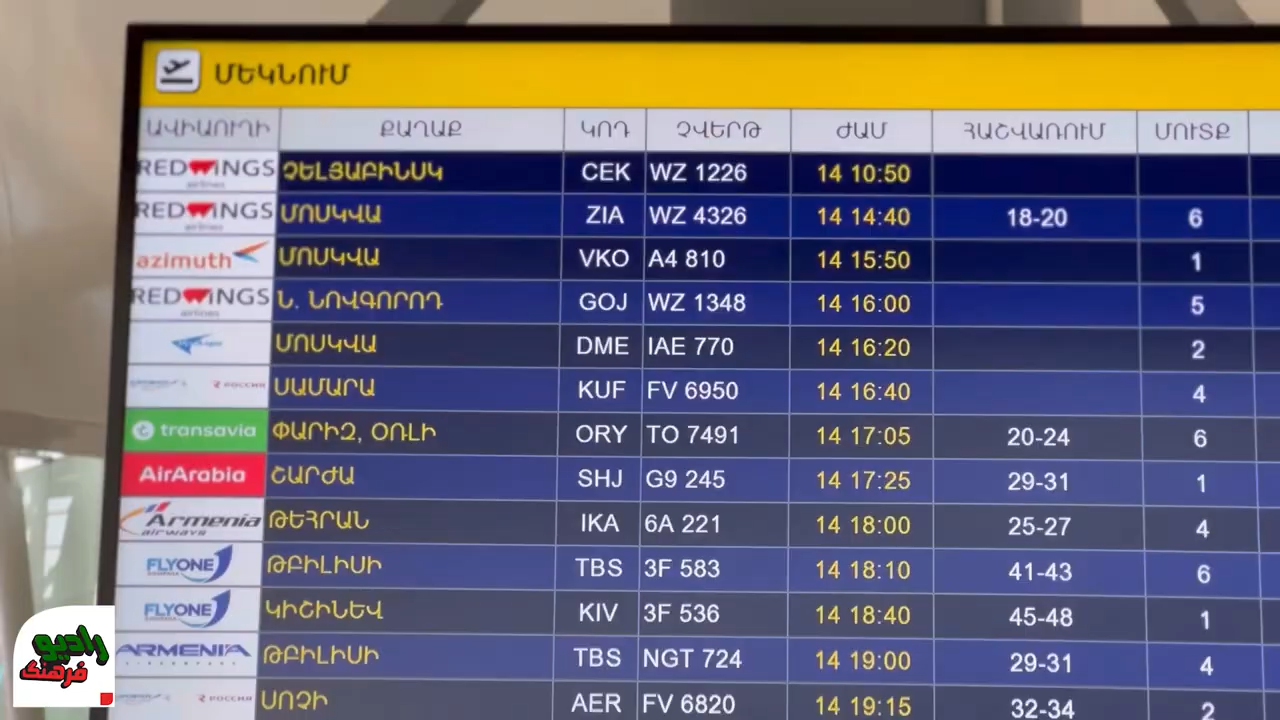 ՄԵԿՆՈՒՄ
ԱՎԻԱՈՒՂԻ ՔԱՂԱՔ ԿՈԴ ՉՎԵՐԹ ԺԱՄ ՀԱՇՎԱՌՈՒՄ ՄՈՒՏՔ
REDWINGS airlines ՉԵԼՅԱԲԻՆՍԿ CEK WZ 1226 14 10:50
REDWINGS airlines ՄՈՍԿՎԱ ZIA WZ 4326 14 14:40 18-20 6
azimuth ՄՈՍԿՎԱ VKO A4 810 14 15:50 1
REDWINGS airlines Ն. ՆՈՎԳՈՐՈԴ GOJ WZ 1348 14 16:00 5
ՄՈՍԿՎԱ DME IAE 770 14 16:20 2
РОССИЯ ՍԱՄԱՐԱ KUF FV 6950 14 16:40 4
transavia ՓԱՐԻԶ, ՕՌԼԻ ORY TO 7491 14 17:05 20-24 6
AirArabia ՇԱՐԺԱ SHJ G9 245 14 17:25 29-31 1
Armenia airways ԹԵՀՐԱՆ IKA 6A 221 14 18:00 25-27 4
FLYONE ԹԲԻԼԻՍԻ TBS 3F 583 14 18:10 41-43 6
FLYONE ԿԻՇԻՆԵՎ KIV 3F 536 14 18:40 45-48 1
ARMENIA ԹԲԻԼԻՍԻ TBS NGT 724 14 19:00 29-31 4
РОССИЯ ՍՈՉԻ AER FV 6820 14 19:15 32-34 2
رادیو
فرهنگ